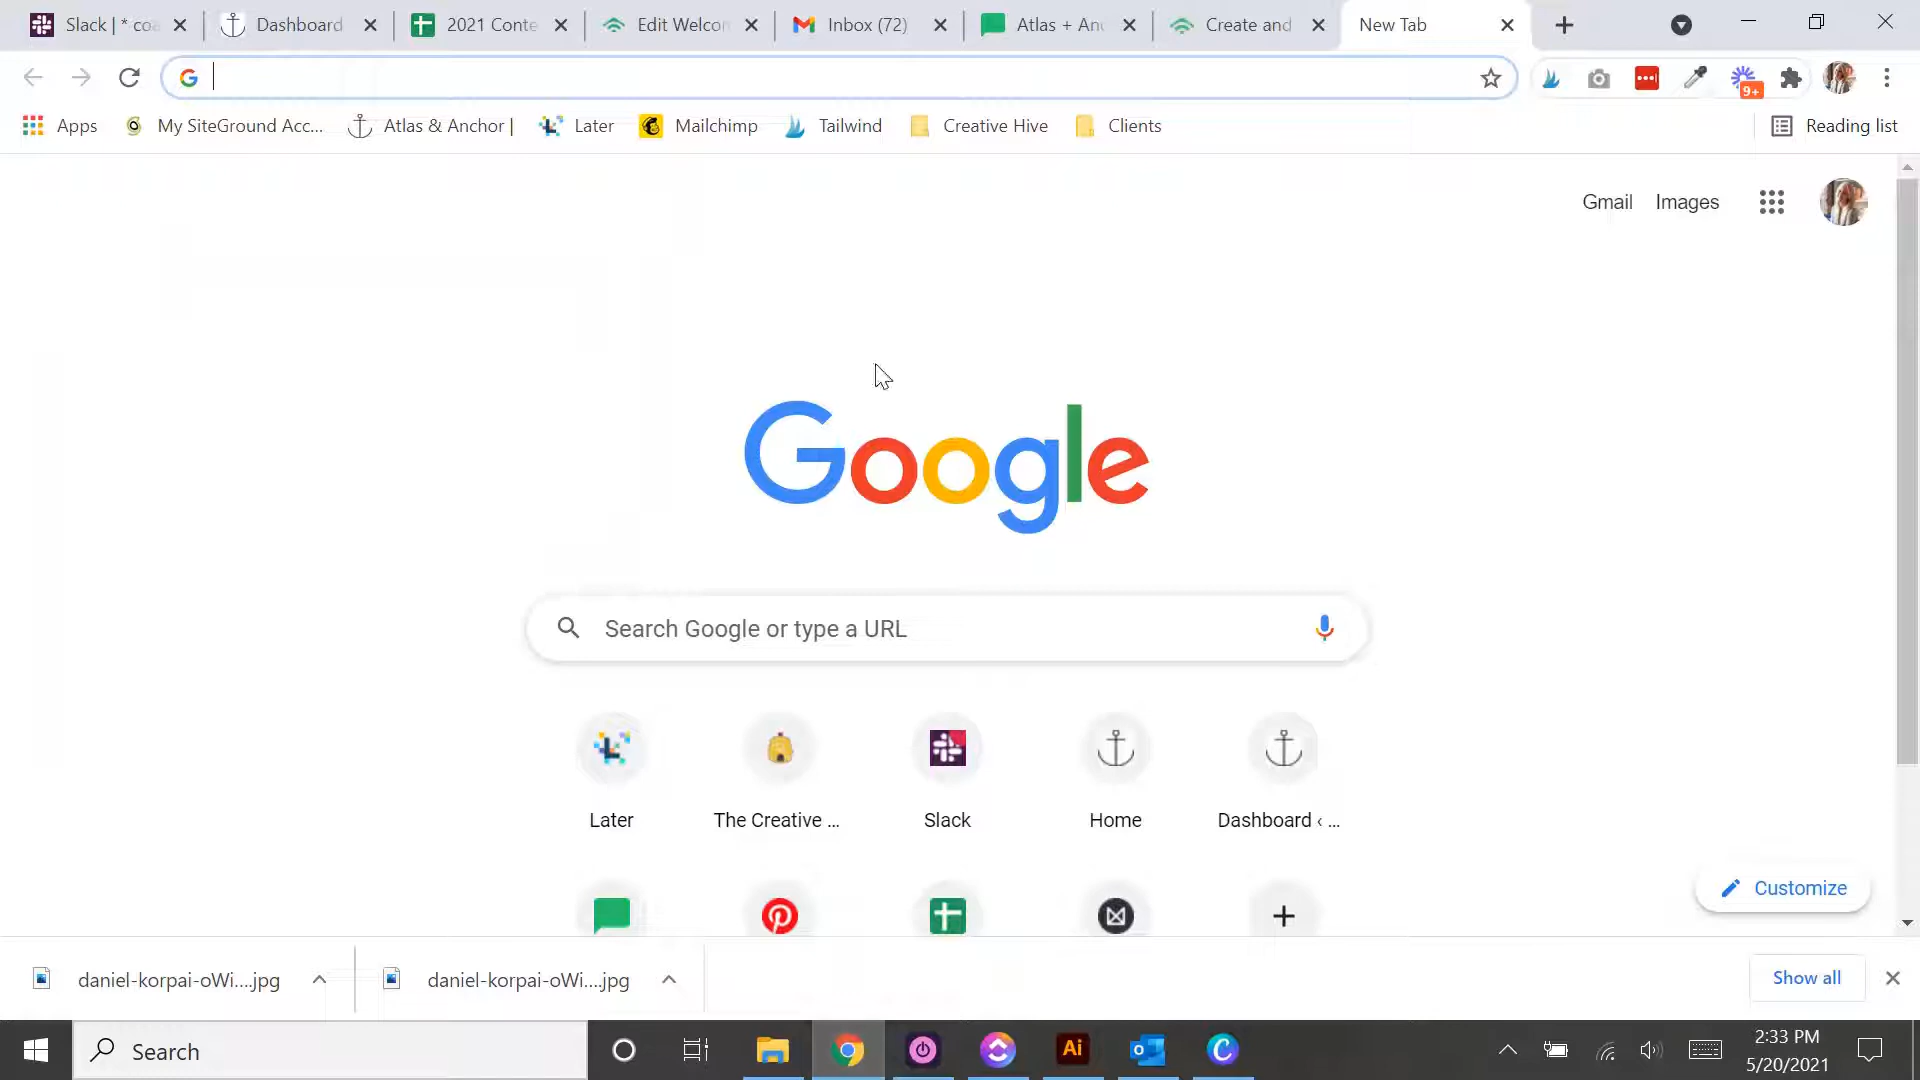 Slack | * coa
Dashboard
2021 Conte
Edit Welcon
Inbox (72)
Atlas + An
Create and
New Tab
9+
Apps
My SiteGround Acc...
Atlas & Anchor |
Later
Mailchimp
Tailwind
Creative Hive
Clients
Reading list
Gmail
Images
Google
Search Google or type a URL
Later
The Creative ...
Slack
Home
Dashboard ‹ ...
Customize
daniel-korpai-oWi....jpg
daniel-korpai-oWi....jpg
Show all
Search
Ai
2:33 PM
5/20/2021